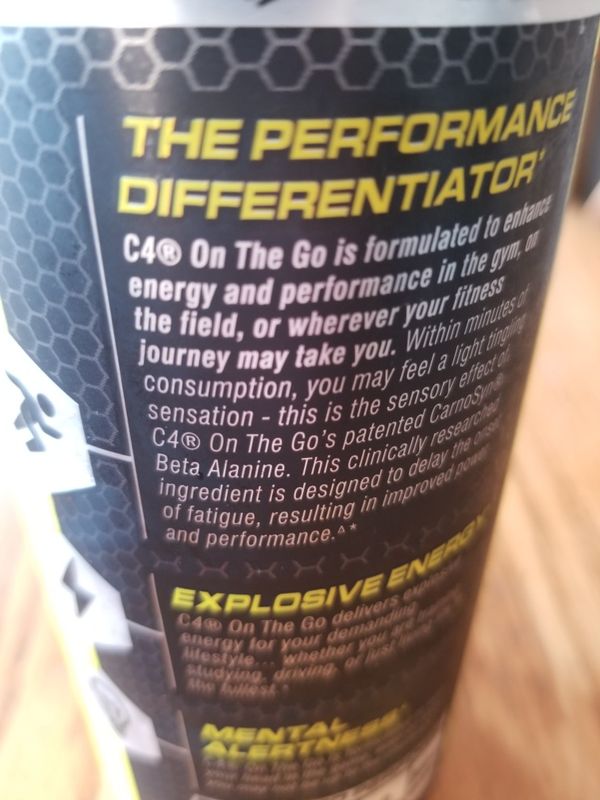 THE PERFORMANCE
DIFFERENTIATOR*
C4® On The Go is formulated to enhance
energy and performance in the gym, on
the field, or wherever your fitness
journey may take you. Within minutes of
consumption, you may feel a light tingling
sensation - this is the sensory effect of
C4® On The Go's patented CarnoSyn®
Beta Alanine. This clinically researched
ingredient is designed to delay the onset
of fatigue, resulting in improved power
and performance.^*
EXPLOSIVE ENERGY
C4® On The Go delivers explosive
energy for your demanding
lifestyle... whether you are
studying, driving, or just living
the fullest.*
MENTAL
ALERTNESS*